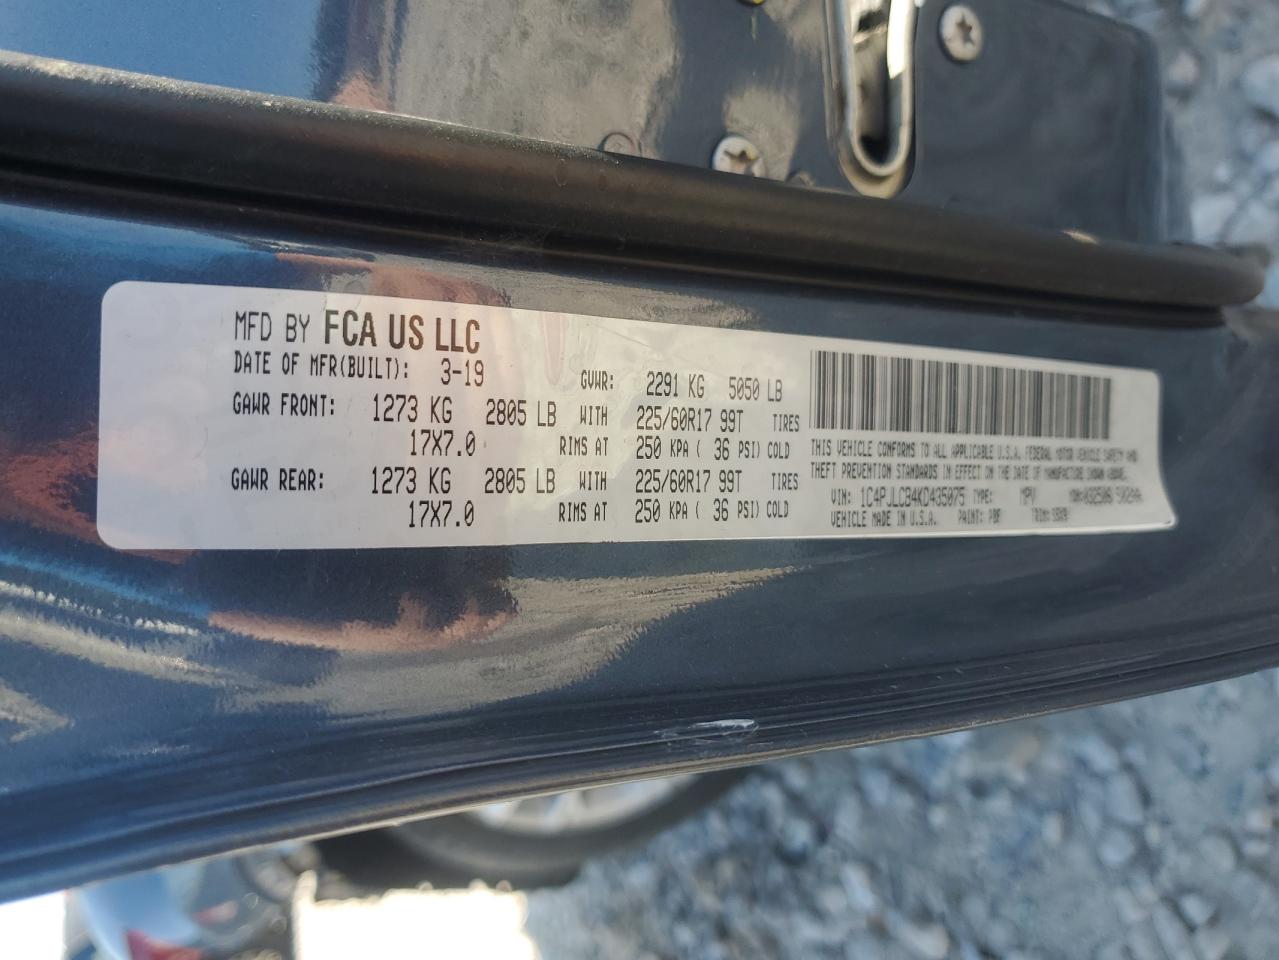 MFD BY FCA US LLC
DATE OF MFR(BUILT): 3-19 GVWR: 2291 KG 5050 LB
GAWR FRONT: 1273 KG 2805 LB WITH 225/60R17 99T TIRES
17X7.0 RIMS AT 250 KPA ( 36 PSI) COLD
GAWR REAR: 1273 KG 2805 LB WITH 225/60R17 99T TIRES
17X7.0 RIMS AT 250 KPA ( 36 PSI) COLD
THIS VEHICLE CONFORMS TO ALL APPLICABLE U.S.A. FEDERAL MOTOR VEHICLE SAFETY AND
THEFT PREVENTION STANDARDS IN EFFECT ON THE DATE OF MANUFACTURE SHOWN ABOVE.
VIN: 1C4PJLCB4KD435075 TYPE: MPV MDH:
VEHICLE MADE IN U.S.A. PAINT: PBF TRIM: